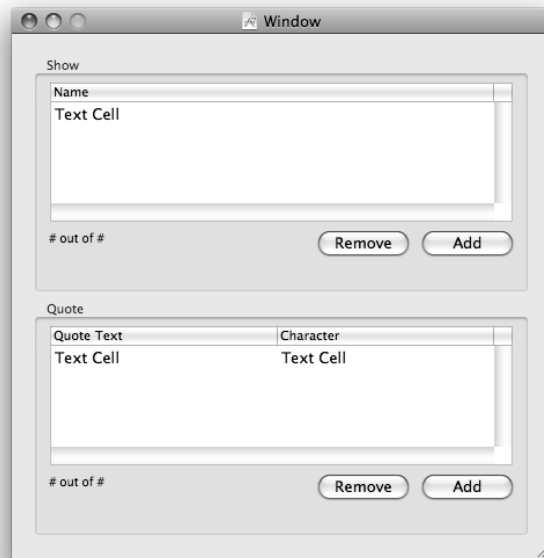 Window
Show
Name
Text Cell
# out of #
Remove Add
Quote
Quote Text Character
Text Cell Text Cell
# out of #
Remove Add